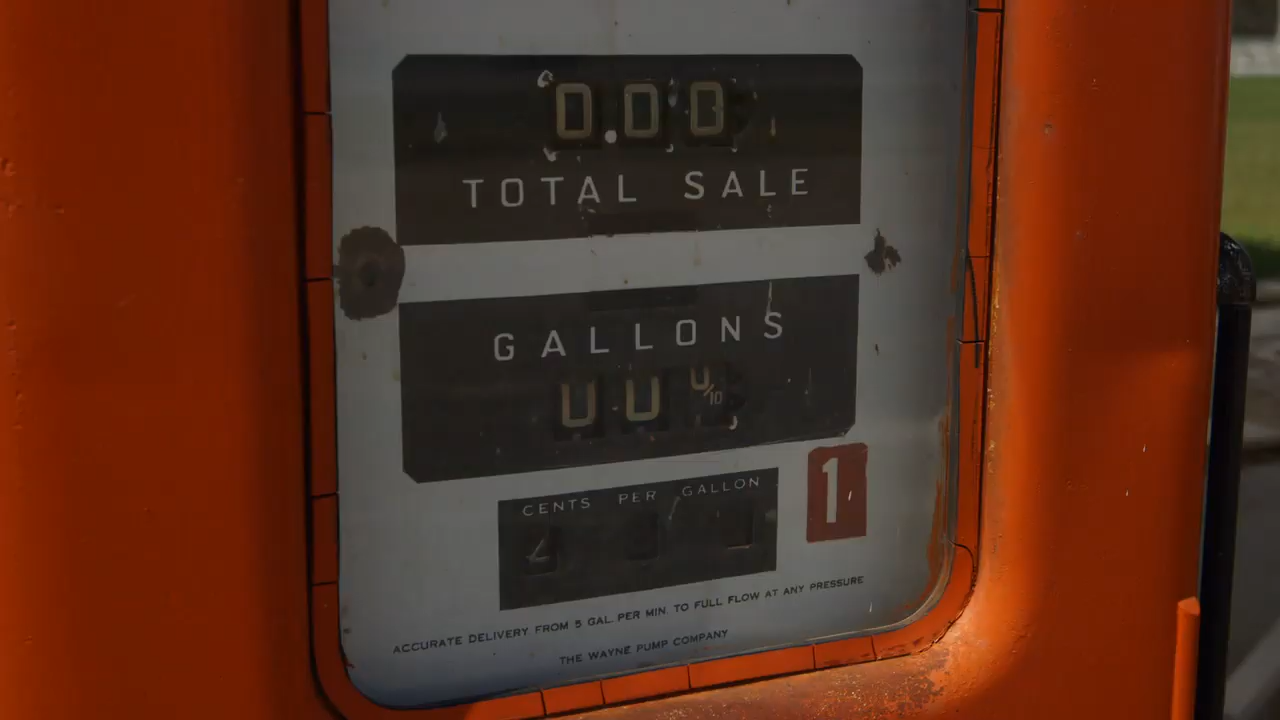 0.00
TOTAL SALE
GALLONS
CENTS PER GALLON
1
ACCURATE DELIVERY FROM 5 GAL. PER MIN. TO FULL FLOW AT ANY PRESSURE
THE WAYNE PUMP COMPANY